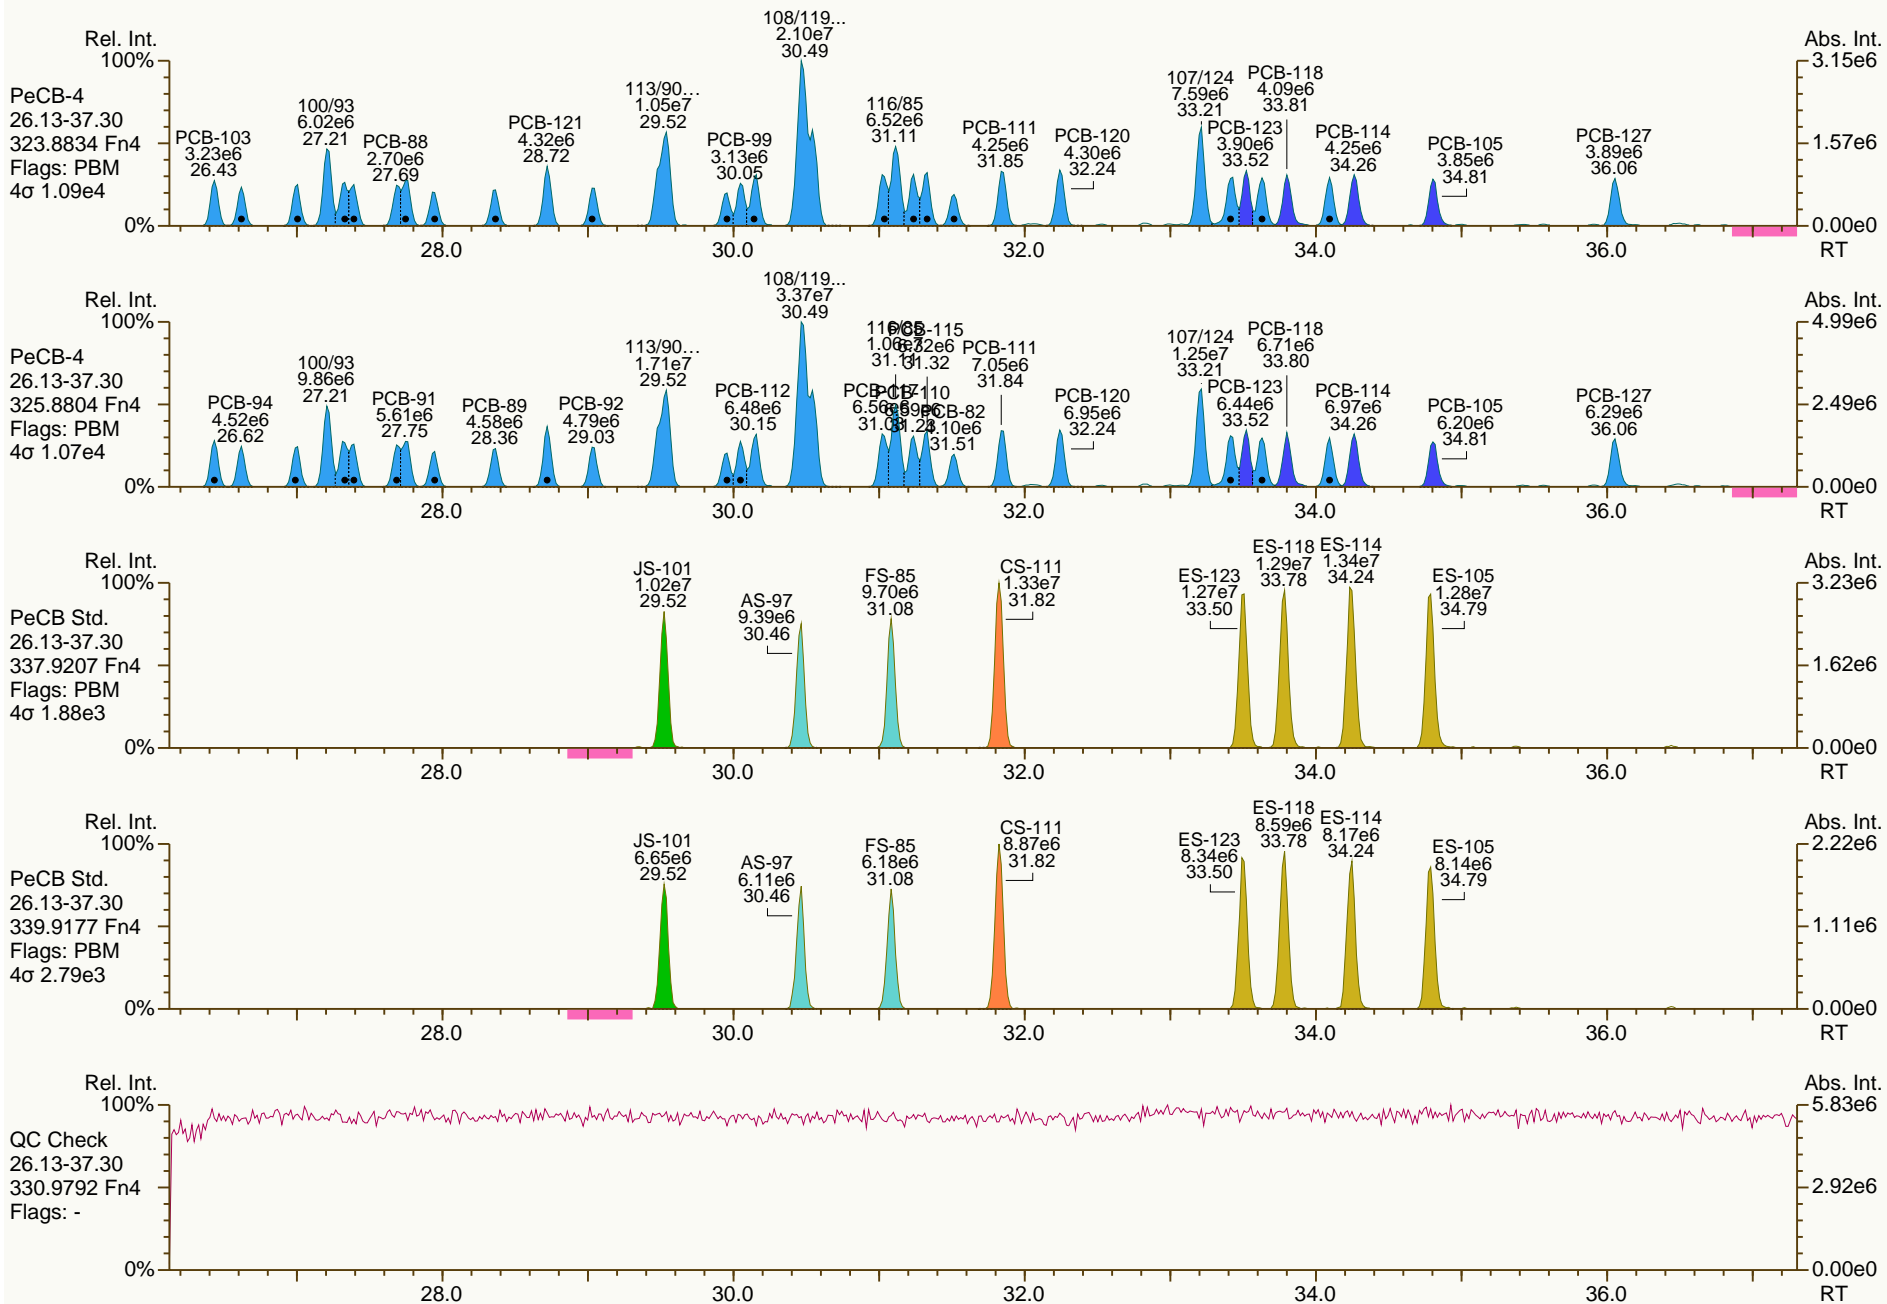 Rel. Int.
100%
0%
PeCB-4
26.13-37.30
323.8834 Fn4
Flags: PBM
4σ 1.09e4
PCB-103
3.23e6
26.43
100/93
6.02e6
27.21
PCB-88
2.70e6
27.69
PCB-121
4.32e6
28.72
113/90...
1.05e7
29.52
PCB-99
3.13e6
30.05
108/119...
2.10e7
30.49
116/85
6.52e6
31.11
PCB-111
4.25e6
31.85
PCB-120
4.30e6
32.24
107/124
7.59e6
33.21
PCB-123
3.90e6
33.52
PCB-118
4.09e6
33.81
PCB-114
4.25e6
34.26
PCB-105
3.85e6
34.81
PCB-127
3.89e6
36.06
Abs. Int.
3.15e6
1.57e6
0.00e0
28.0 30.0 32.0 34.0 36.0 RT
Rel. Int.
100%
0%
PeCB-4
26.13-37.30
325.8804 Fn4
Flags: PBM
4σ 1.07e4
PCB-94
4.52e6
26.62
100/93
9.86e6
27.21
PCB-91
5.61e6
27.75
PCB-89
4.58e6
28.36
PCB-92
4.79e6
29.03
113/90...
1.71e7
29.52
PCB-112
6.48e6
30.15
108/119...
3.37e7
30.49
PCB-115
6.32e6
31.32
PCB-82
4.10e6
31.51
PCB-111
7.05e6
31.84
PCB-120
6.95e6
32.24
107/124
1.25e7
33.21
PCB-123
6.44e6
33.52
PCB-118
6.71e6
33.80
PCB-114
6.97e6
34.26
PCB-105
6.20e6
34.81
PCB-127
6.29e6
36.06
Abs. Int.
4.99e6
2.49e6
0.00e0
28.0 30.0 32.0 34.0 36.0 RT
Rel. Int.
100%
0%
PeCB Std.
26.13-37.30
337.9207 Fn4
Flags: PBM
4σ 1.88e3
JS-101
1.02e7
29.52
AS-97
9.39e6
30.46
FS-85
9.70e6
31.08
CS-111
1.33e7
31.82
ES-123
1.27e7
33.50
ES-118
1.29e7
33.78
ES-114
1.34e7
34.24
ES-105
1.28e7
34.79
Abs. Int.
3.23e6
1.62e6
0.00e0
28.0 30.0 32.0 34.0 36.0 RT
Rel. Int.
100%
0%
PeCB Std.
26.13-37.30
339.9177 Fn4
Flags: PBM
4σ 2.79e3
JS-101
6.65e6
29.52
AS-97
6.11e6
30.46
FS-85
6.18e6
31.08
CS-111
8.87e6
31.82
ES-123
8.34e6
33.50
ES-118
8.59e6
33.78
ES-114
8.17e6
34.24
ES-105
8.14e6
34.79
Abs. Int.
2.22e6
1.11e6
0.00e0
28.0 30.0 32.0 34.0 36.0 RT
Rel. Int.
100%
0%
QC Check
26.13-37.30
330.9792 Fn4
Flags: -
Abs. Int.
5.83e6
2.92e6
0.00e0
28.0 30.0 32.0 34.0 36.0 RT